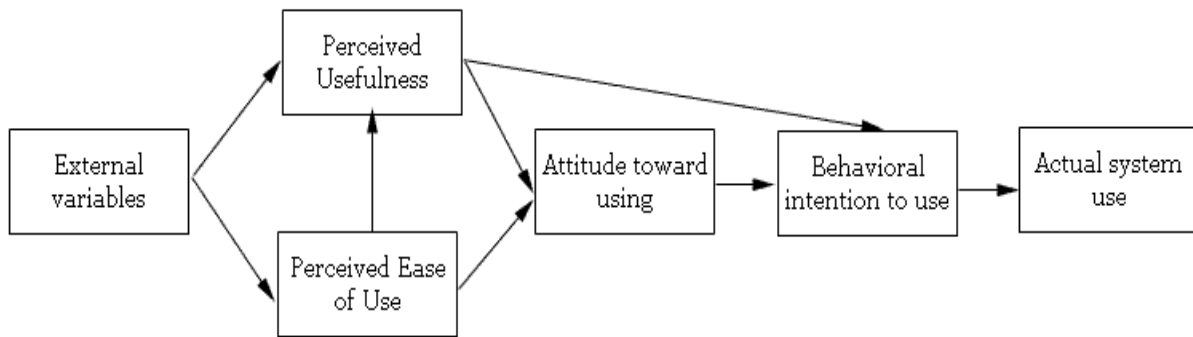 Perceived
Usefulness
External
variables
Attitude toward
using
Behavioral
intention to use
Actual system
use
Perceived Ease
of Use